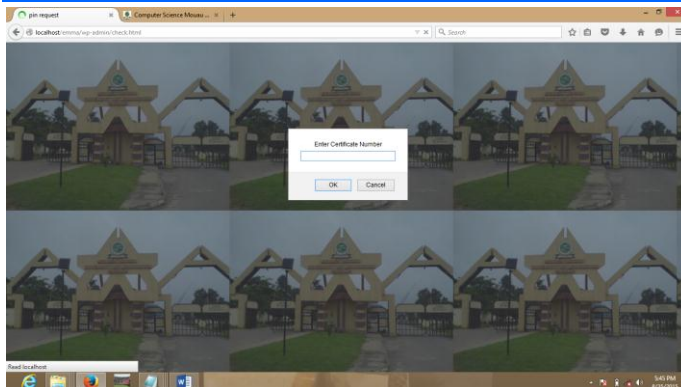 pin request
Computer Science Mouau ...
localhost/emma/wp-admin/check.html
Search
Enter Certificate Number
OK Cancel
Read localhost
5:45 PM